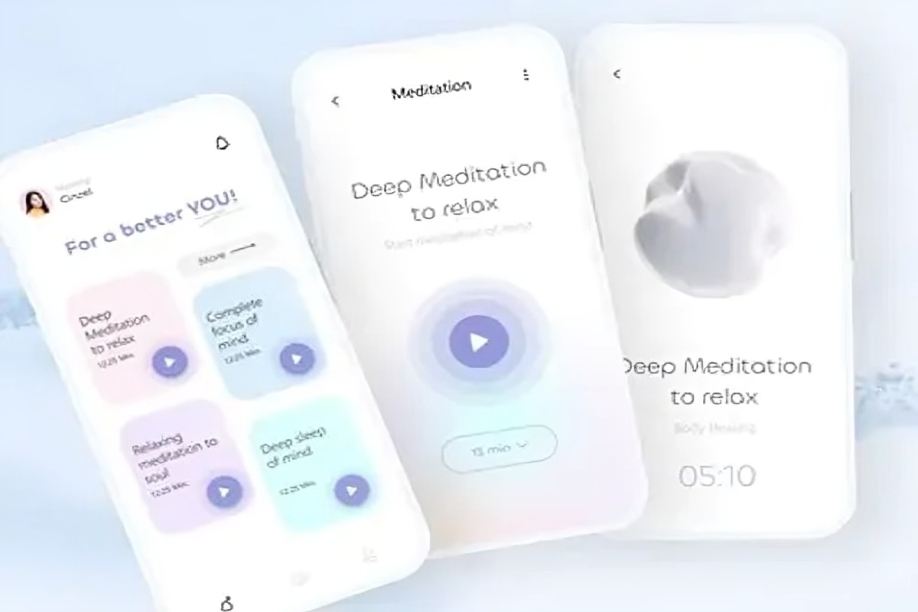 For a better YOU!
More
Deep
Meditation
to relax
12:25 Min
Complete
focus of
mind
12:25 Min
Relaxing
meditation to
soul
12:25 Min
Deep sleep
of mind
12:25 Min
Meditation
Deep Meditation
to relax
Start meditation of mind
15 min
Deep Meditation
to relax
Body Healing
05:10